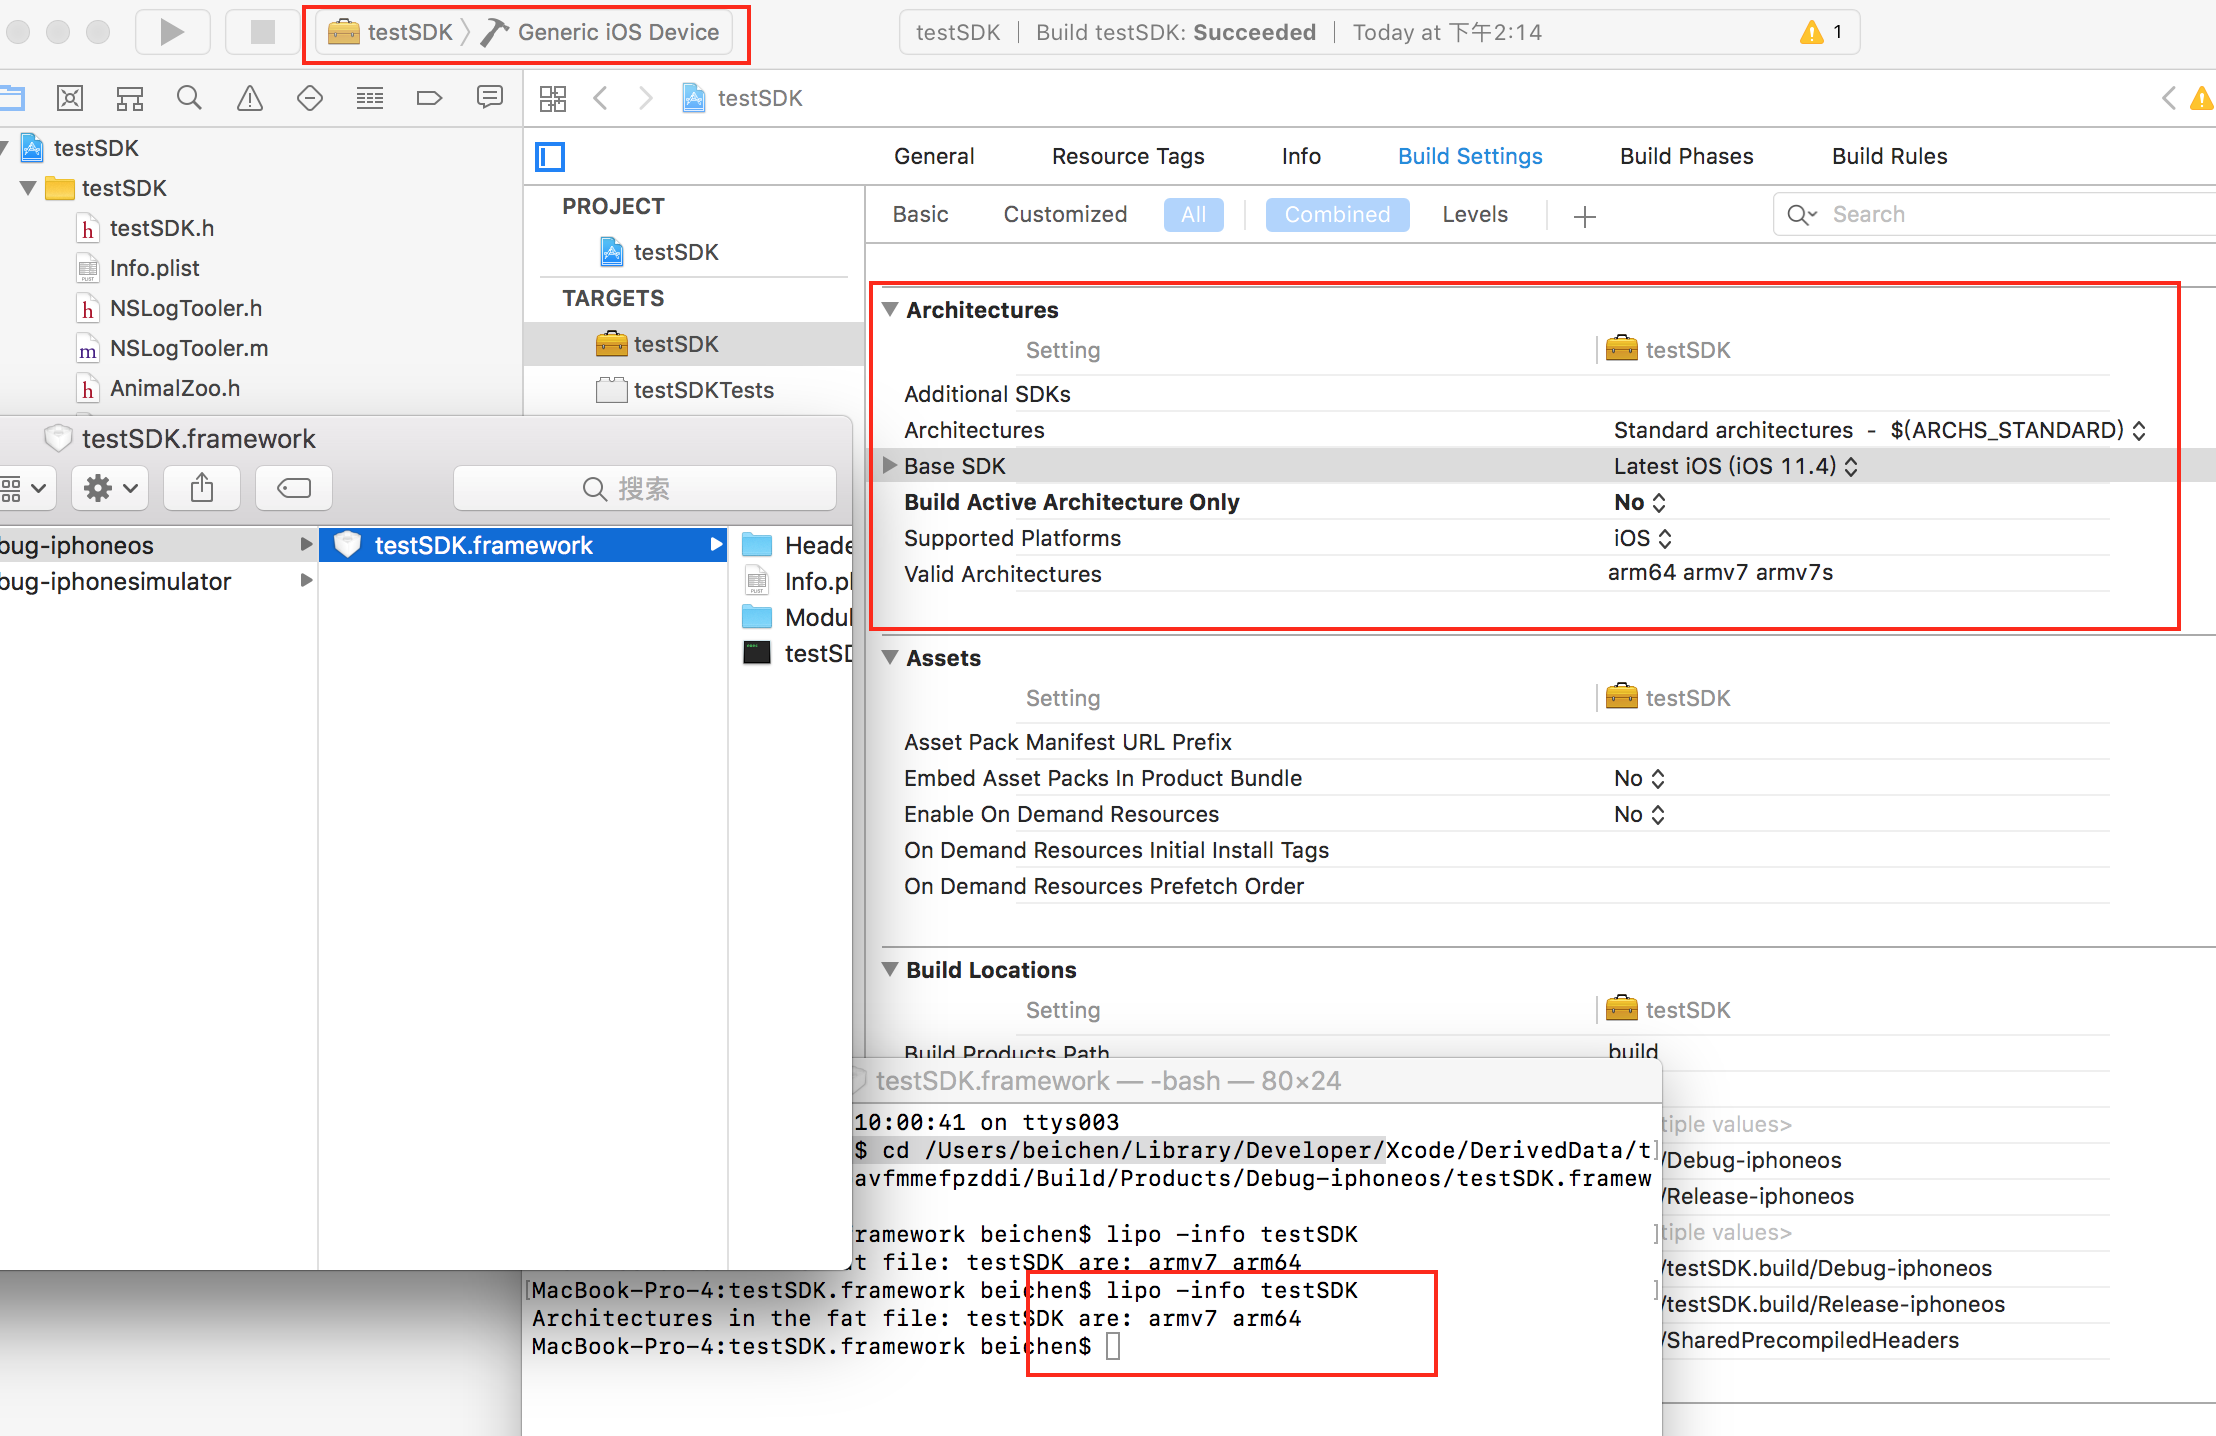 testSDK
Generic iOS Device
testSDK
Build testSDK: Succeeded
Today at 下午2:14
1
testSDK
testSDK
testSDK
testSDK.h
Info.plist
NSLogTooler.h
NSLogTooler.m
AnimalZoo.h
General
Resource Tags
Info
Build Settings
Build Phases
Build Rules
PROJECT
testSDK
TARGETS
testSDK
testSDKTests
Basic
Customized
All
Combined
Levels
Search
Architectures
Setting
testSDK
Additional SDKs
Architectures
Standard architectures - $(ARCHS_STANDARD)
Base SDK
Latest iOS (iOS 11.4)
Build Active Architecture Only
No
Supported Platforms
iOS
Valid Architectures
arm64 armv7 armv7s
Assets
Setting
testSDK
Asset Pack Manifest URL Prefix
Embed Asset Packs In Product Bundle
No
Enable On Demand Resources
No
On Demand Resources Initial Install Tags
On Demand Resources Prefetch Order
Build Locations
Setting
testSDK
Build Products Path
build
tiple values>
/Debug-iphoneos
/Release-iphoneos
tiple values>
/testSDK.build/Debug-iphoneos
/testSDK.build/Release-iphoneos
/SharedPrecompiledHeaders
testSDK.framework
搜索
bug-iphoneos
bug-iphonesimulator
testSDK.framework
Heade
Info.pl
Modul
testSD
testSDK.framework — -bash — 80×24
10:00:41 on ttys003
$ cd /Users/beichen/Library/Developer/Xcode/DerivedData/t
avfmmefpzddi/Build/Products/Debug-iphoneos/testSDK.framew
ramework beichen$ lipo -info testSDK
t file: testSDK are: armv7 arm64
[MacBook-Pro-4:testSDK.framework beichen$ lipo -info testSDK
Architectures in the fat file: testSDK are: armv7 arm64
MacBook-Pro-4:testSDK.framework beichen$